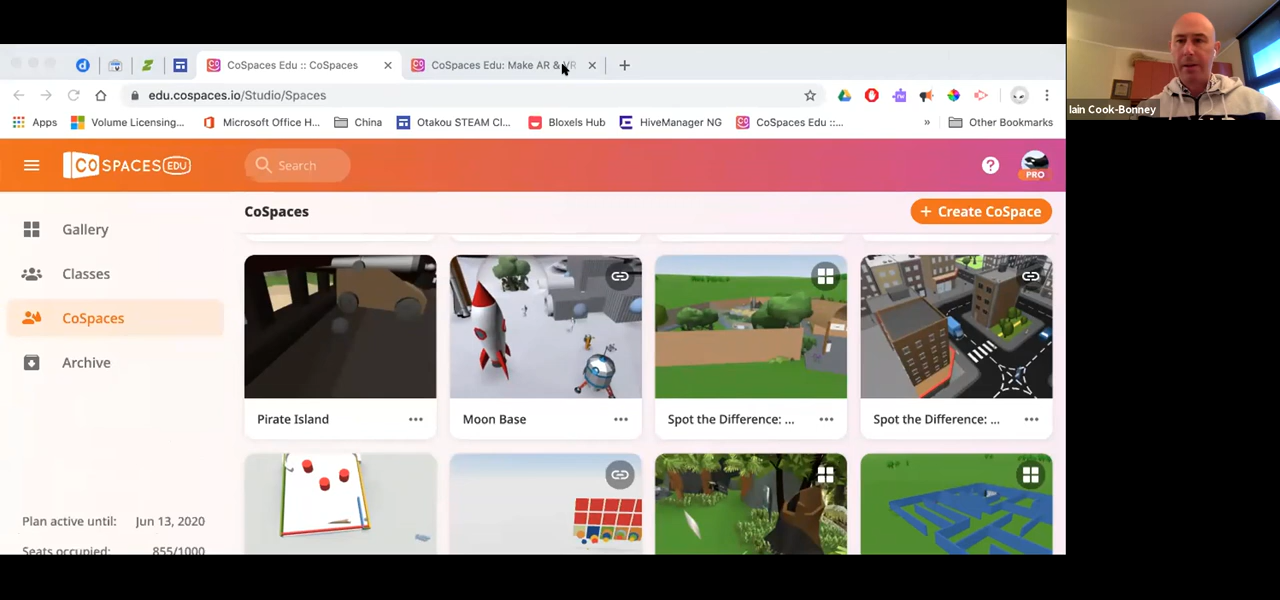 CoSpaces Edu :: CoSpaces
CoSpaces Edu: Make AR & VR
edu.cospaces.io/Studio/Spaces
Apps
Volume Licensing...
Microsoft Office H...
China
Otakou STEAM Cl...
Bloxels Hub
HiveManager NG
CoSpaces Edu ::...
»
Other Bookmarks
Iain Cook-Bonney
CO SPACES EDU
Search
?
PRO
Gallery
Classes
CoSpaces
Archive
Plan active until: Jun 13, 2020
Seats occupied: 855/1000
CoSpaces
+ Create CoSpace
Pirate Island
Moon Base
Spot the Difference: ...
Spot the Difference: ...